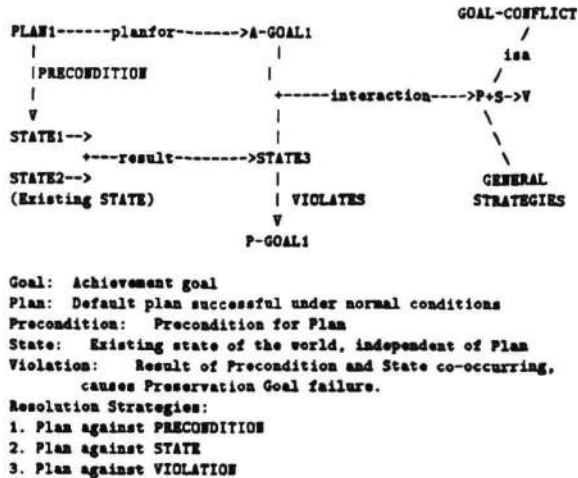 GOAL-CONFLICT
PLAN1------planfor------->A-GOAL1
isa
PRECONDITION
+-----interaction---->P+S->V
V
STATE1-->
+---result-------->STATE3
STATE2-->
GENERAL
(Existing STATE)
VIOLATES
STRATEGIES
V
P-GOAL1
Goal: Achievement goal
Plan: Default plan successful under normal conditions
Precondition: Precondition for Plan
State: Existing state of the world, independent of Plan
Violation: Result of Precondition and State co-occurring,
causes Preservation Goal failure.
Resolution Strategies:
1. Plan against PRECONDITION
2. Plan against STATE
3. Plan against VIOLATION